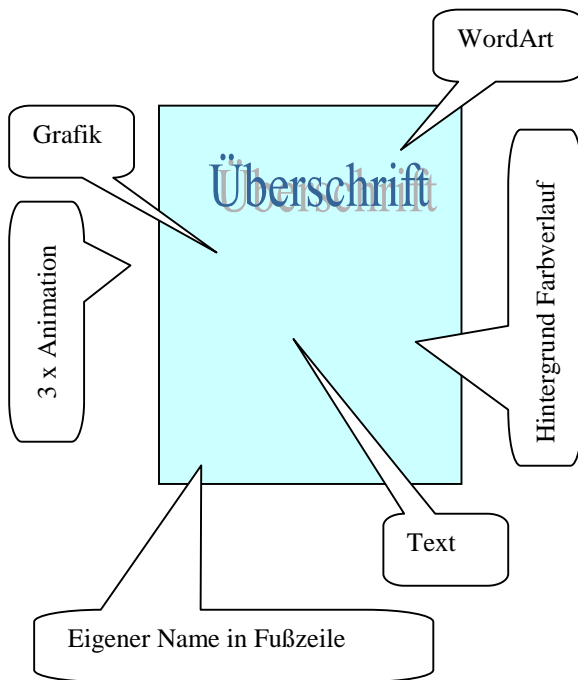 WordArt
Grafik
Überschrift
3 x Animation
Hintergrund Farbverlauf
Text
Eigener Name in Fußzeile